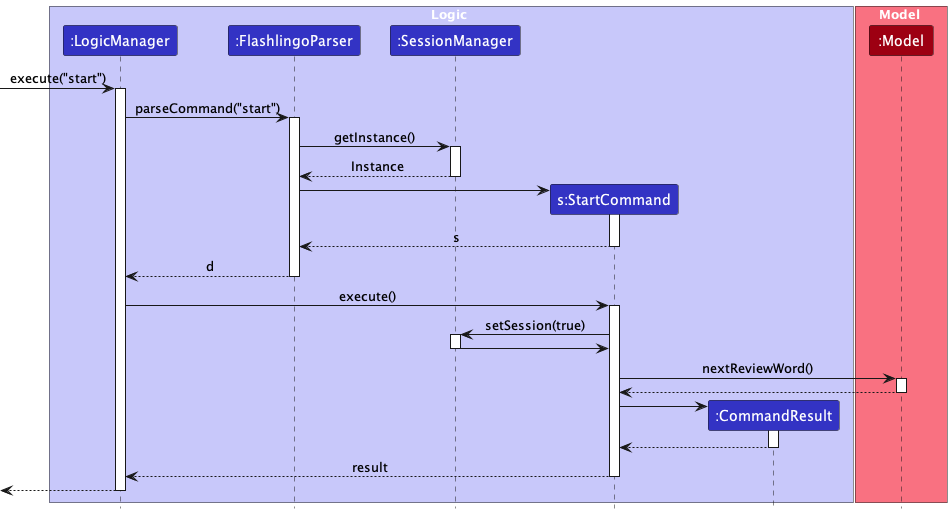 Logic
Model
:LogicManager
:FlashlingoParser
:SessionManager
:Model
execute("start")
parseCommand("start")
getInstance()
Instance
s:StartCommand
s
d
execute()
setSession(true)
nextReviewWord()
:CommandResult
result